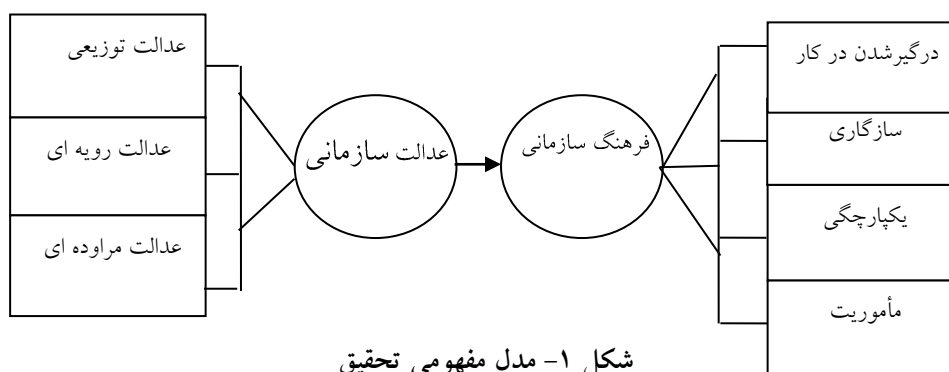 درگیرشدن در کار
سازگاری
یکپارچگی
مأموریت
فرهنگ سازمانی
عدالت سازمانی
عدالت توزیعی
عدالت رویه ای
عدالت مراوده ای
شکل ۱- مدل مفهومی تحقیق